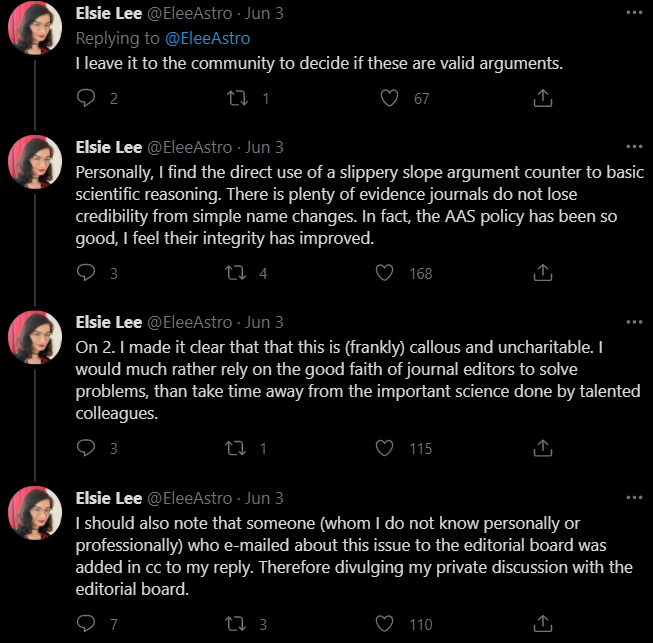 Elsie Lee @EleeAstro · Jun 3
Replying to @EleeAstro
I leave it to the community to decide if these are valid arguments.
2 1 67
Elsie Lee @EleeAstro · Jun 3
Personally, I find the direct use of a slippery slope argument counter to basic
scientific reasoning. There is plenty of evidence journals do not lose
credibility from simple name changes. In fact, the AAS policy has been so
good, I feel their integrity has improved.
3 4 168
Elsie Lee @EleeAstro · Jun 3
On 2. I made it clear that that this is (frankly) callous and uncharitable. I
would much rather rely on the good faith of journal editors to solve
problems, than take time away from the important science done by talented
colleagues.
3 1 115
Elsie Lee @EleeAstro · Jun 3
I should also note that someone (whom I do not know personally or
professionally) who e-mailed about this issue to the editorial board was
added in cc to my reply. Therefore divulging my private discussion with the
editorial board.
7 3 110